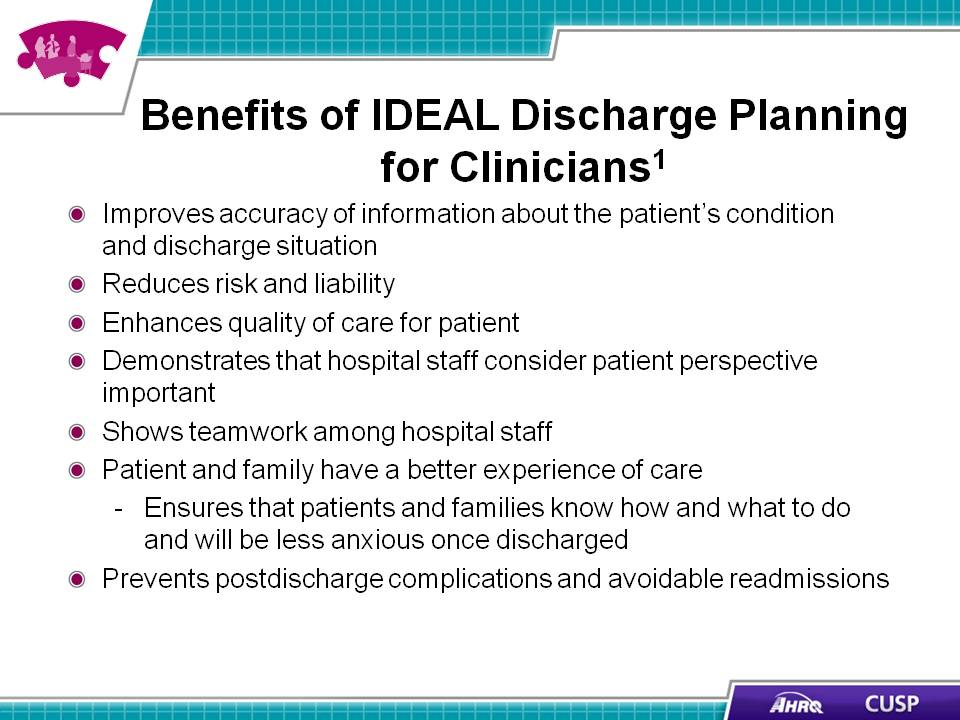 Benefits of IDEAL Discharge Planning
for Clinicians¹
Improves accuracy of information about the patient’s condition
and discharge situation
Reduces risk and liability
Enhances quality of care for patient
Demonstrates that hospital staff consider patient perspective
important
Shows teamwork among hospital staff
Patient and family have a better experience of care
- Ensures that patients and families know how and what to do
and will be less anxious once discharged
Prevents postdischarge complications and avoidable readmissions
AHRQ CUSP